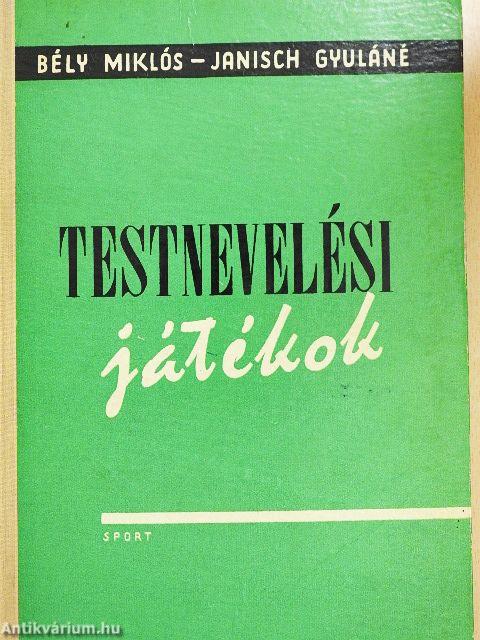 BÉLY MIKLÓS – JANISCH GYULÁNÉ
TESTNEVELÉSI
játékok
SPORT
Antikvárium.hu